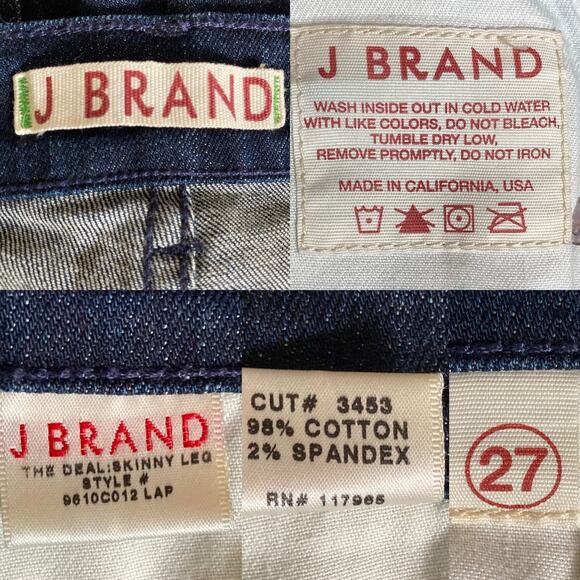 J BRAND
J BRAND
WASH INSIDE OUT IN COLD WATER
WITH LIKE COLORS, DO NOT BLEACH,
TUMBLE DRY LOW,
REMOVE PROMPTLY, DO NOT IRON
MADE IN CALIFORNIA, USA
J BRAND
THE DEAL:SKINNY LEG
STYLE #
9610C012 LAP
CUT# 3453
98% COTTON
2% SPANDEX
RN# 117965
27